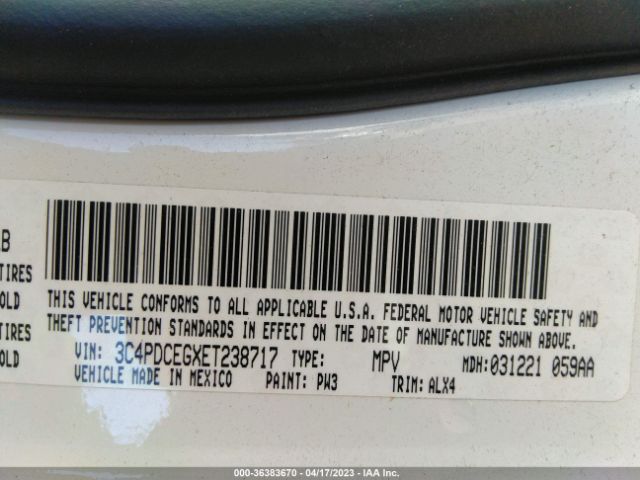 LB
TIRES
OLD
TIRES
OLD
THIS VEHICLE CONFORMS TO ALL APPLICABLE U.S.A. FEDERAL MOTOR VEHICLE SAFETY AND
THEFT PREVENTION STANDARDS IN EFFECT ON THE DATE OF MANUFACTURE SHOWN ABOVE.
VIN: 3C4PDCEGXET238717 TYPE: MPV MDH: 031221 059AA
VEHICLE MADE IN MEXICO PAINT: PW3 TRIM: ALX4
000-36383670 - 04/17/2023 - IAA Inc.